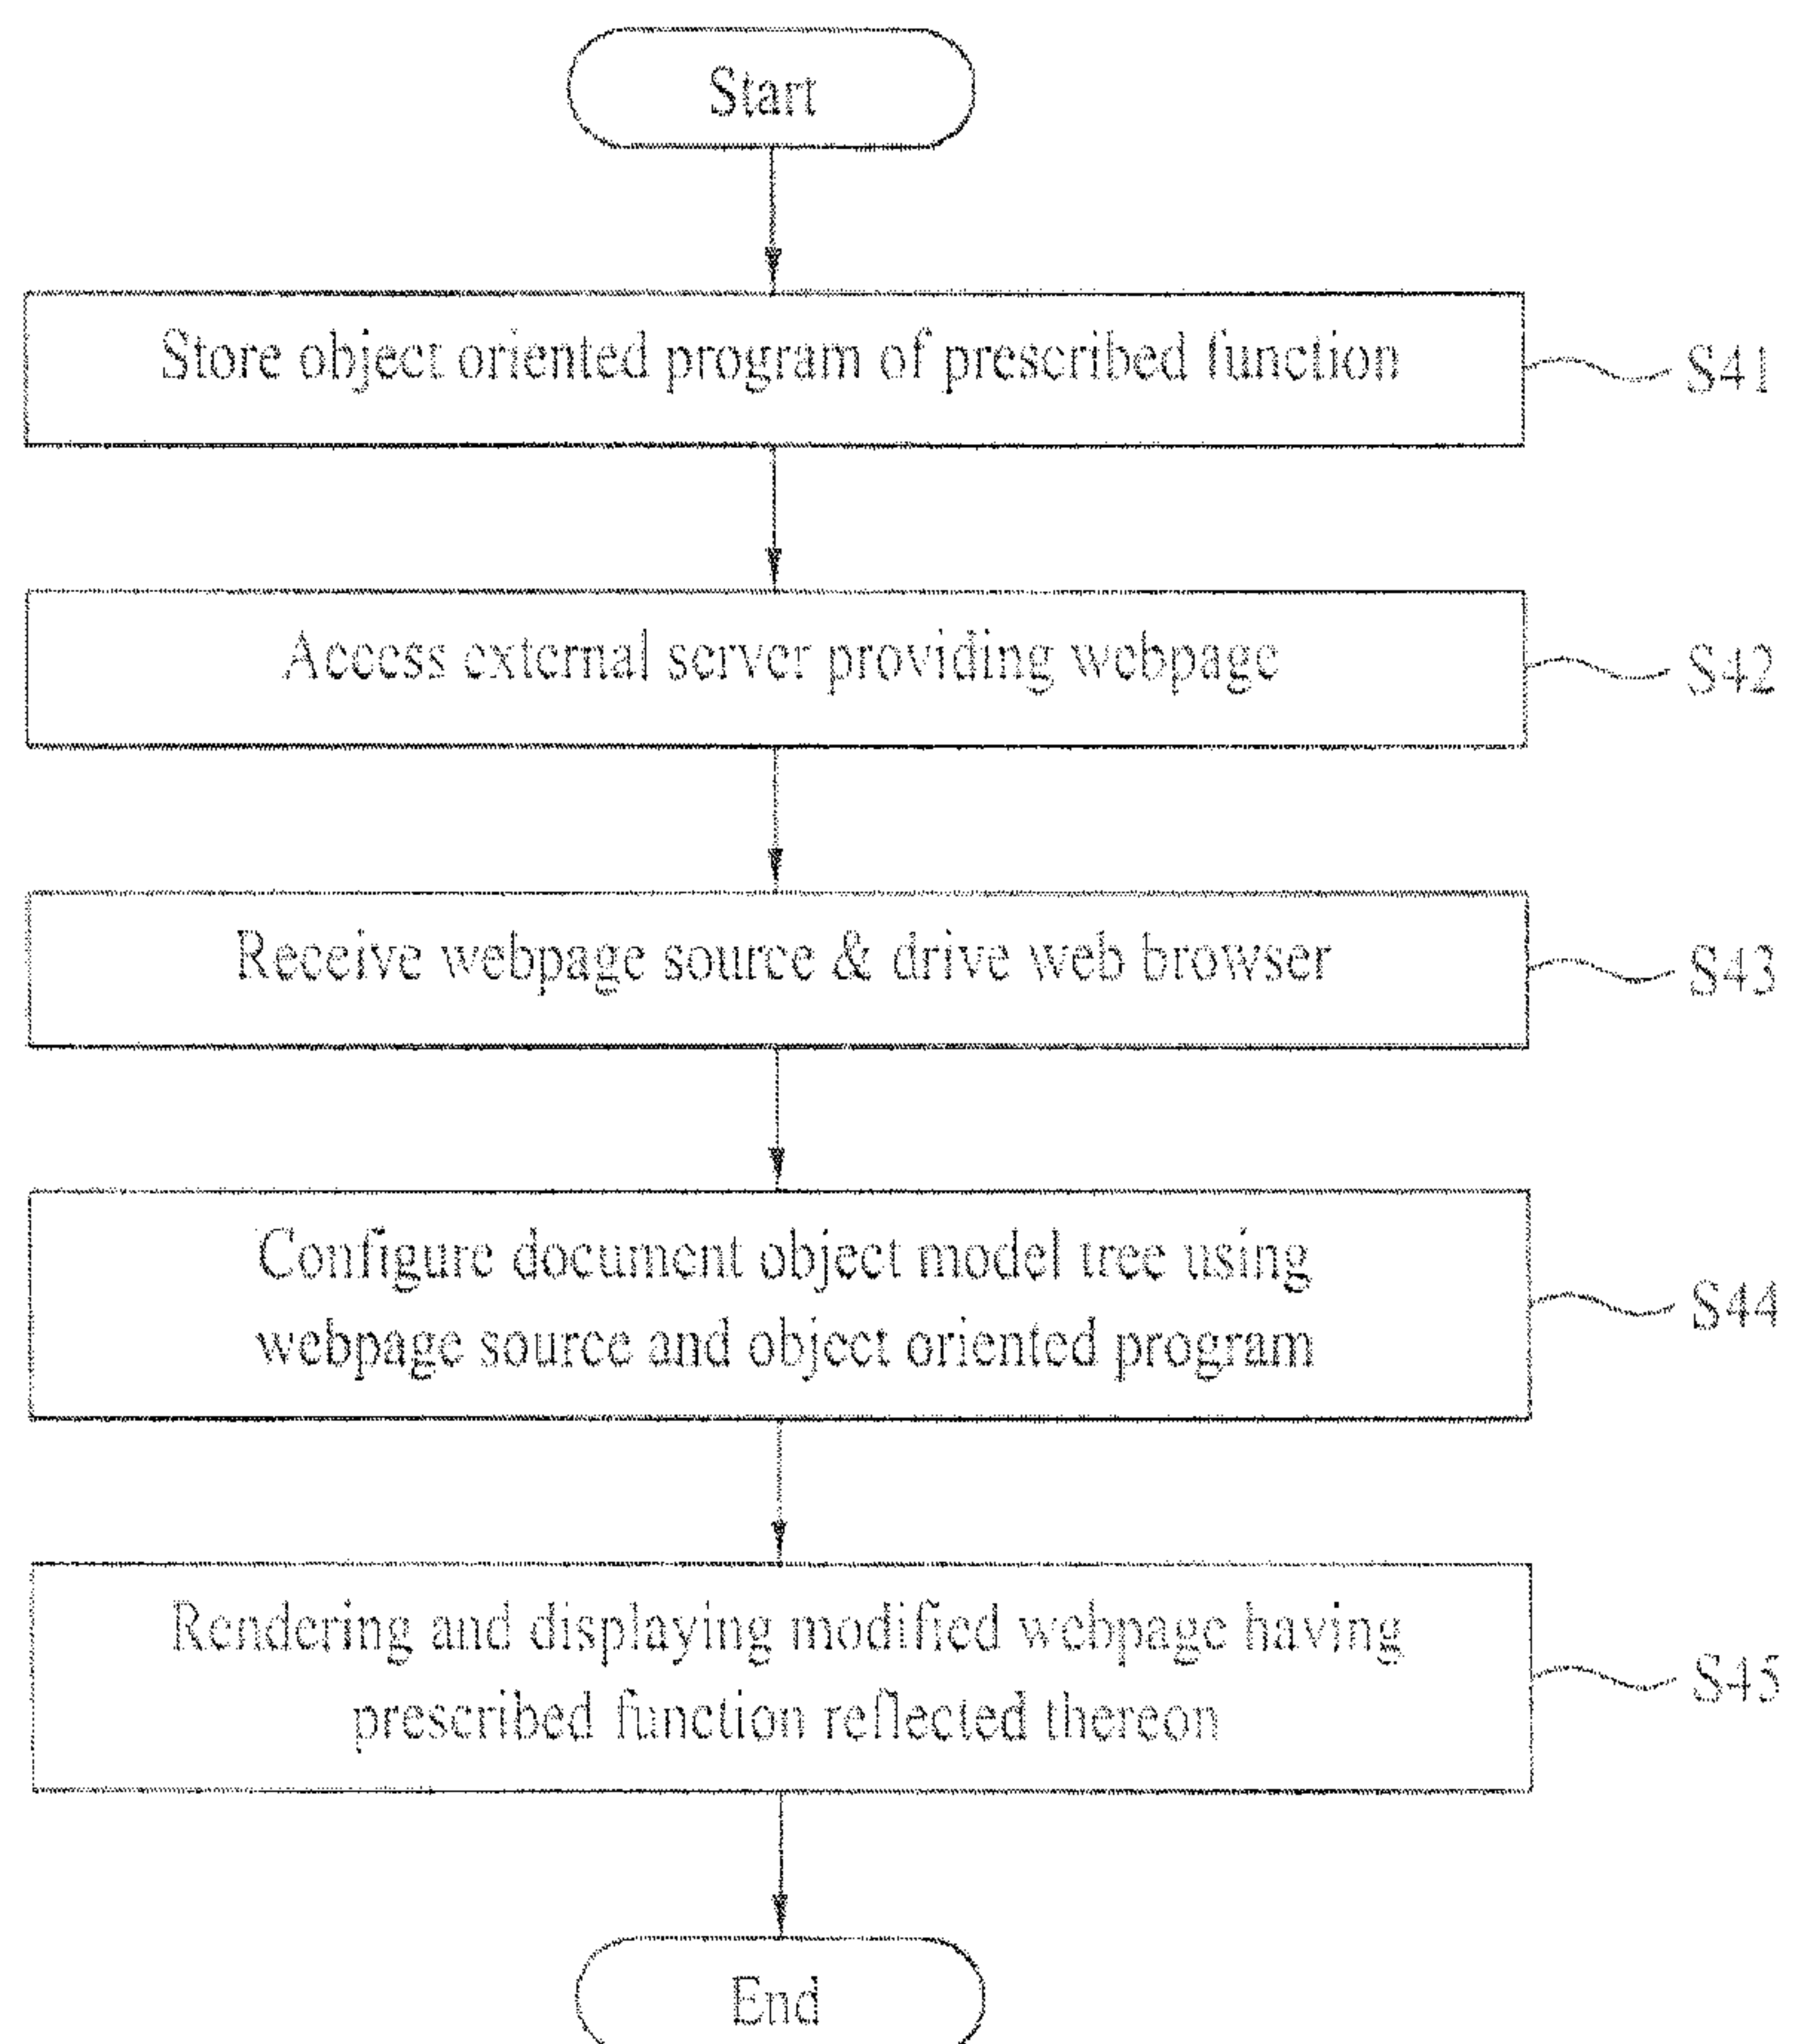 Start
Store object oriented program of prescribed function
S41
Access external server providing webpage
S42
Receive webpage source & drive web browser
S43
Configure document object model tree using
webpage source and object oriented program
S44
Rendering and displaying modified webpage having
prescribed function reflected thereon
S45
End